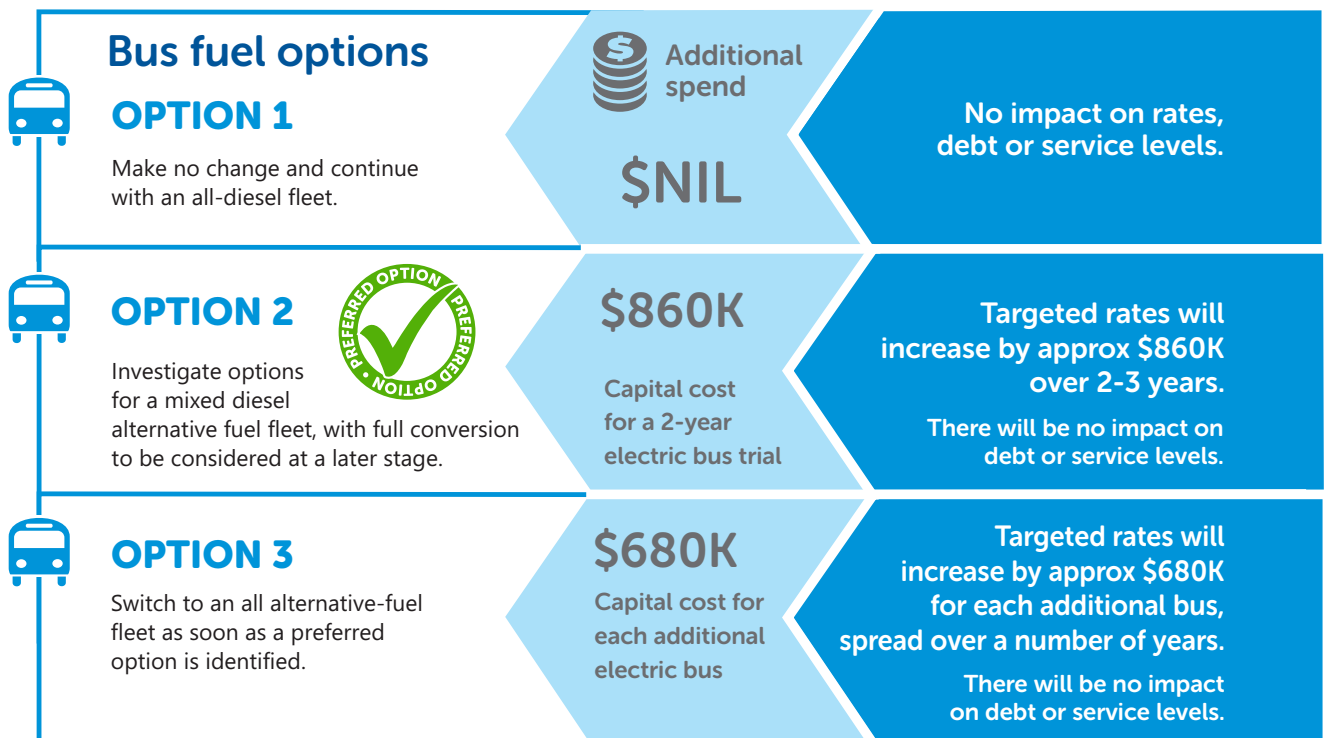 Bus fuel options
OPTION 1
Make no change and continue
with an all-diesel fleet.
$
Additional
spend
$NIL
No impact on rates,
debt or service levels.
OPTION 2
PREFERRED OPTION • PREFERRED OPTION
Investigate options
for a mixed diesel
alternative fuel fleet, with full conversion
to be considered at a later stage.
$860K
Capital cost
for a 2-year
electric bus trial
Targeted rates will
increase by approx $860K
over 2-3 years.
There will be no impact on
debt or service levels.
OPTION 3
Switch to an all alternative-fuel
fleet as soon as a preferred
option is identified.
$680K
Capital cost for
each additional
electric bus
Targeted rates will
increase by approx $680K
for each additional bus,
spread over a number of years.
There will be no impact
on debt or service levels.